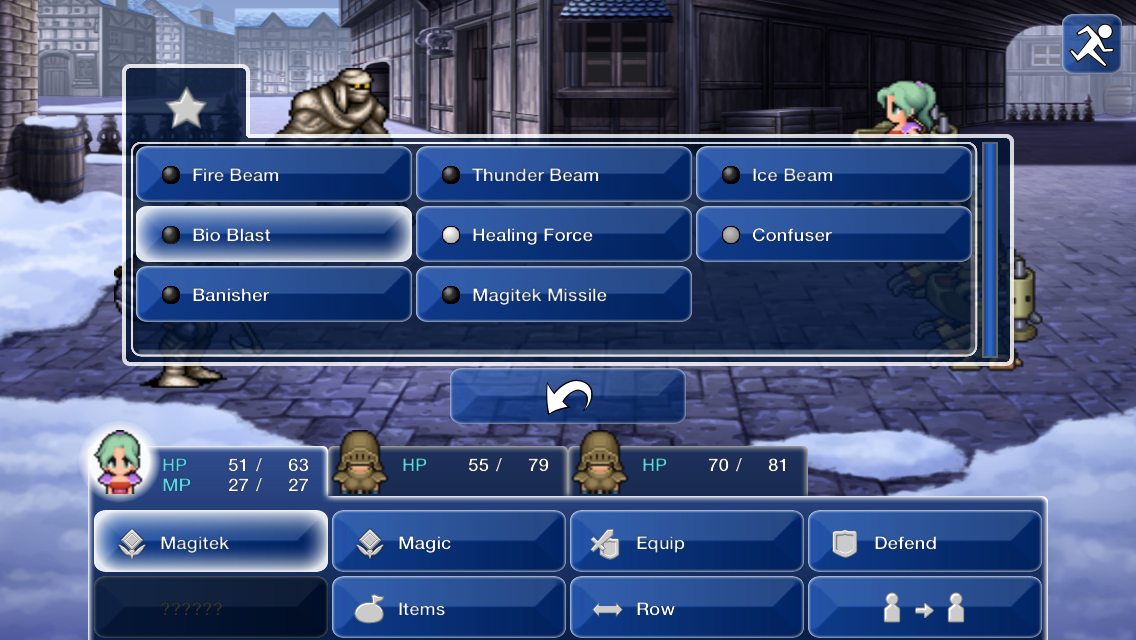 Fire Beam Thunder Beam Ice Beam
Bio Blast Healing Force Confuser
Banisher Magitek Missile
HP 51 / 63 HP 55 / 79 HP 70 / 81
MP 27 / 27
Magitek Magic Equip Defend
?????? Items Row